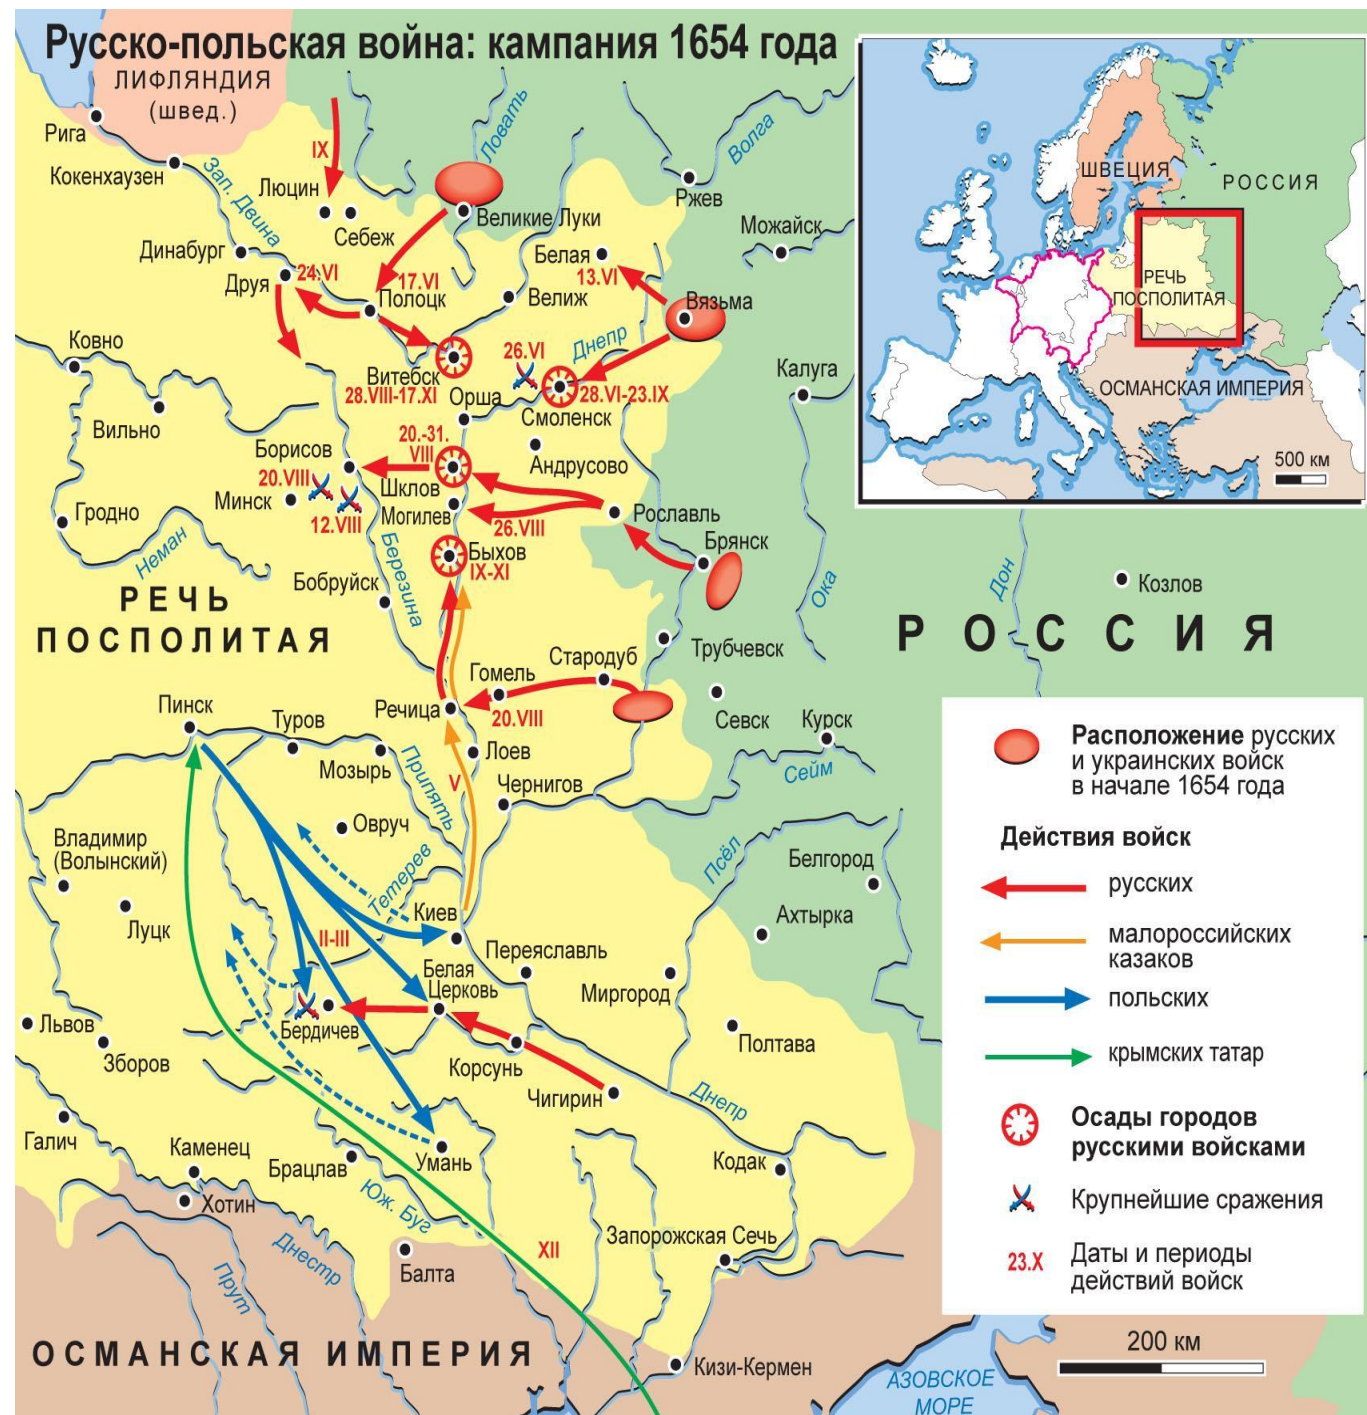 Русско-польская война: кампания 1654 года
ЛИФЛЯНДИЯ
(швед.)
Рига
Кокенхаузен
Зап. Двина
IX
Люцин
Себеж
Ловать
Великие Луки
Волга
Ржев
Можайск
Динабург
Друя
24.VI
17.VI
Полоцк
Белая
13.VI
Велиж
Вязьма
Ковно
Витебск
28.VIII-17.XI
26.VI
Днепр
28.VI-23.IX
Смоленск
Калуга
Орша
Вильно
Борисов
20.-31.
VIII
Андрусово
20.VIII
Минск
Шклов
12.VIII
Могилев
26.VIII
Рославль
Гродно
Неман
Березина
Быхов
IX-XI
Брянск
Ока
Дон
Козлов
Бобруйск
РЕЧЬ
ПОСПОЛИТАЯ
РОССИЯ
Трубчевск
Стародуб
Гомель
Речица
20.VIII
Севск
Курск
Сейм
Пинск
Туров
Мозырь
Припять
Лоев
V
Чернигов
Овруч
Владимир
(Волынский)
Луцк
Тетерев
Киев
Псёл
Белгород
Ахтырка
II-III
Переяславль
Белая
Церковь
Миргород
Бердичев
Львов
Зборов
Корсунь
Полтава
Чигирин
Днепр
Галич
Каменец
Брацлав
Умань
Кодак
Хотин
Юж. Буг
Днестр
Прут
Балта
XII
Запорожская Сечь
ОСМАНСКАЯ ИМПЕРИЯ
Кизи-Кермен
АЗОВСКОЕ
МОРЕ
200 км
ШВЕЦИЯ
РОССИЯ
РЕЧЬ
ПОСПОЛИТАЯ
ОСМАНСКАЯ ИМПЕРИЯ
500 км
Расположение русских
и украинских войск
в начале 1654 года
Действия войск
русских
малороссийских
казаков
польских
крымских татар
Осады городов
русскими войсками
Крупнейшие сражения
23.X
Даты и периоды
действий войск